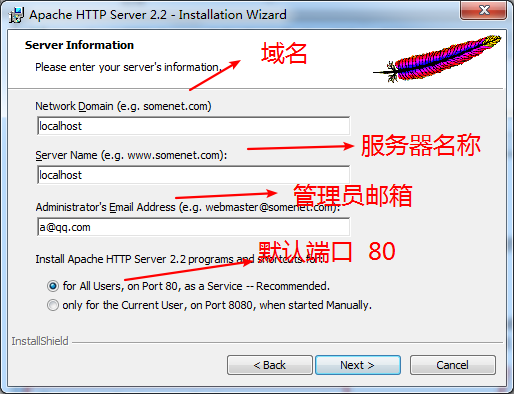 Apache HTTP Server 2.2 - Installation Wizard
Server Information
Please enter your server's information.
域名
Network Domain (e.g. somenet.com)
localhost
服务器名称
Server Name (e.g. www.somenet.com):
localhost
管理员邮箱
Administrator's Email Address (e.g. webmaster@somenet.com):
a@qq.com
默认端口 80
Install Apache HTTP Server 2.2 programs and shortcuts for:
for All Users, on Port 80, as a Service -- Recommended.
only for the Current User, on Port 8080, when started Manually.
InstallShield
< Back
Next >
Cancel